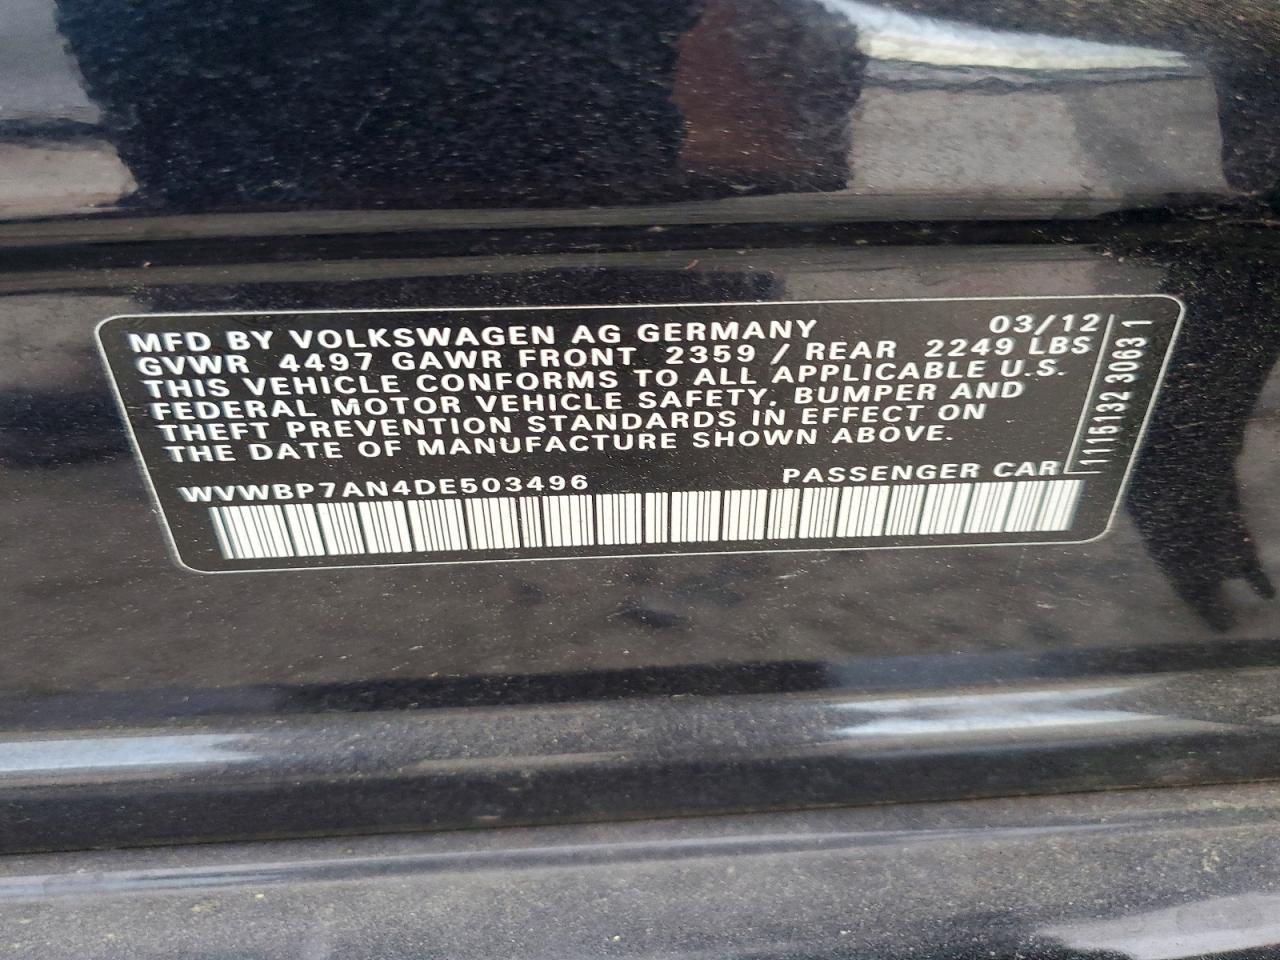 MFD BY VOLKSWAGEN AG GERMANY 03/12
GVWR 4497 GAWR FRONT 2359 / REAR 2249 LBS
THIS VEHICLE CONFORMS TO ALL APPLICABLE U.S.
FEDERAL MOTOR VEHICLE SAFETY, BUMPER AND
THEFT PREVENTION STANDARDS IN EFFECT ON
THE DATE OF MANUFACTURE SHOWN ABOVE.
WVWBP7AN4DE503496 PASSENGER CAR
1115132 30631